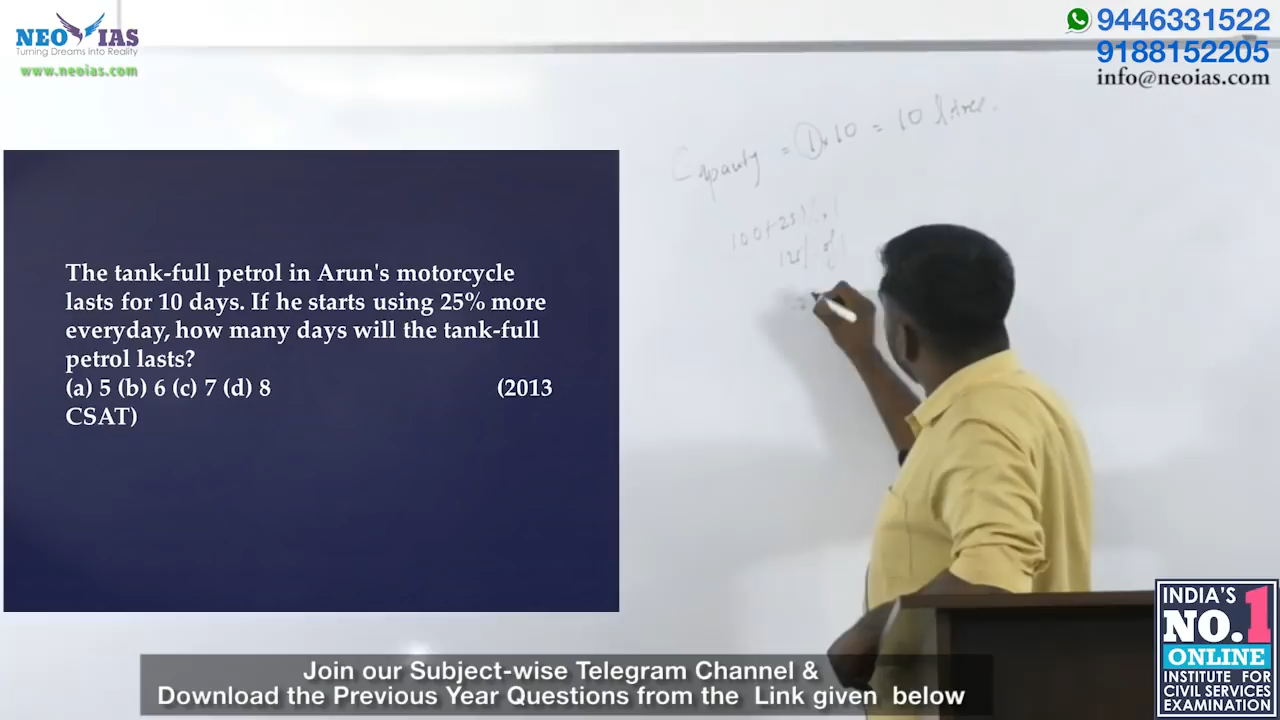 NEO IAS
Turning Dreams into Reality
www.neoias.com
9446331522
9188152205
info@neoias.com
Capacity = 1 x 10 = 10 litres.
The tank-full petrol in Arun's motorcycle
lasts for 10 days. If he starts using 25% more
everyday, how many days will the tank-full
petrol lasts?
(a) 5 (b) 6 (c) 7 (d) 8 (2013
CSAT)
INDIA'S
NO.1
ONLINE
INSTITUTE FOR
CIVIL SERVICES
EXAMINATION
Join our Subject-wise Telegram Channel &
Download the Previous Year Questions from the Link given below